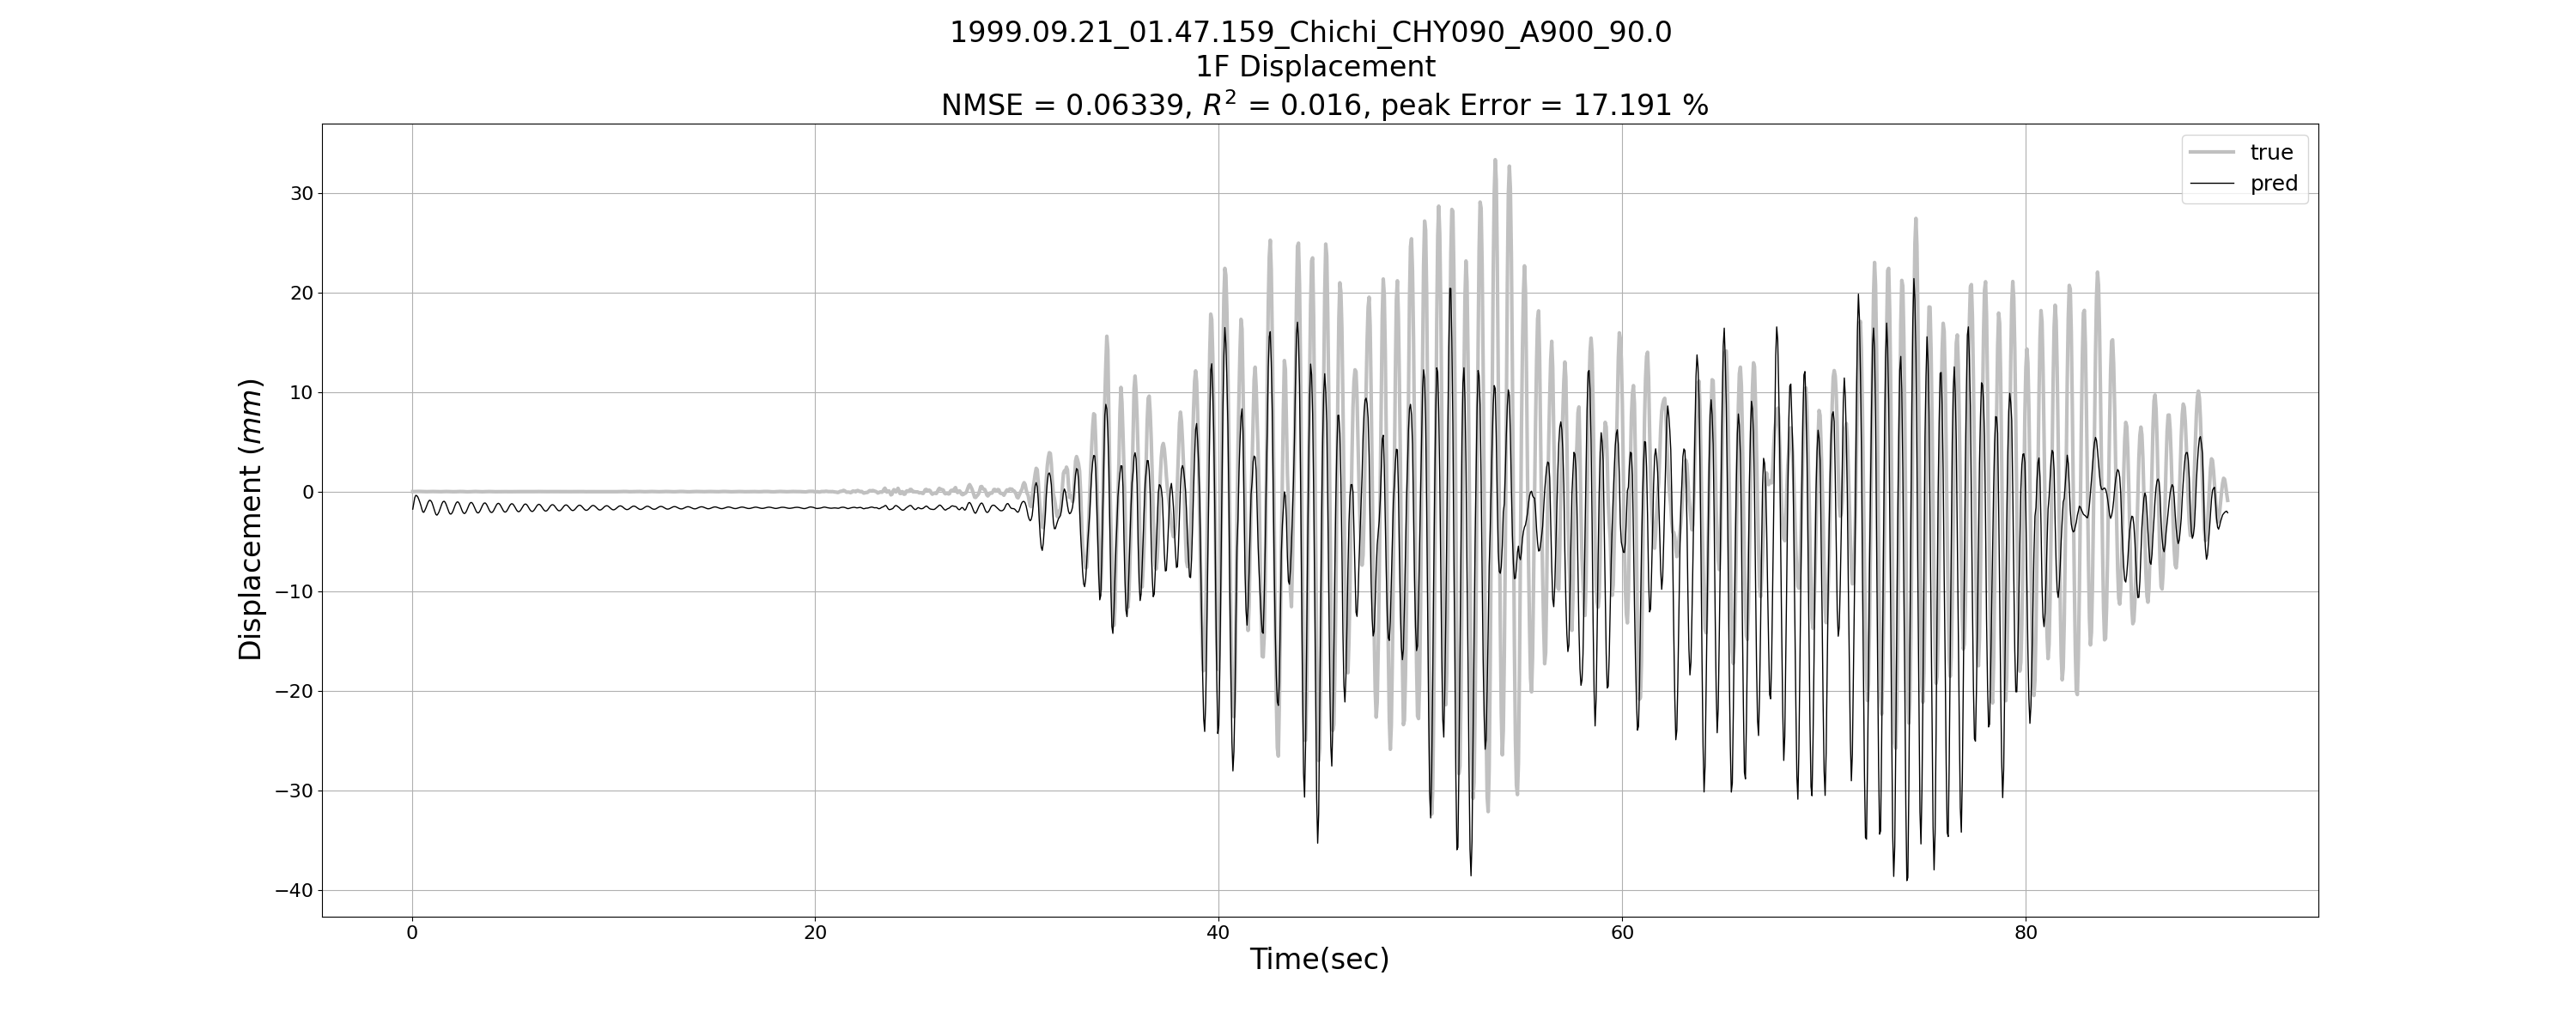 1999.09.21_01.47.159_Chichi_CHY090_A900_90.0
1F Displacement
NMSE = 0.06339, R² = 0.016, peak Error = 17.191 %
true
pred
30
20
10
0
−10
−20
−30
−40
Displacement (mm)
0 20 40 60 80
Time(sec)